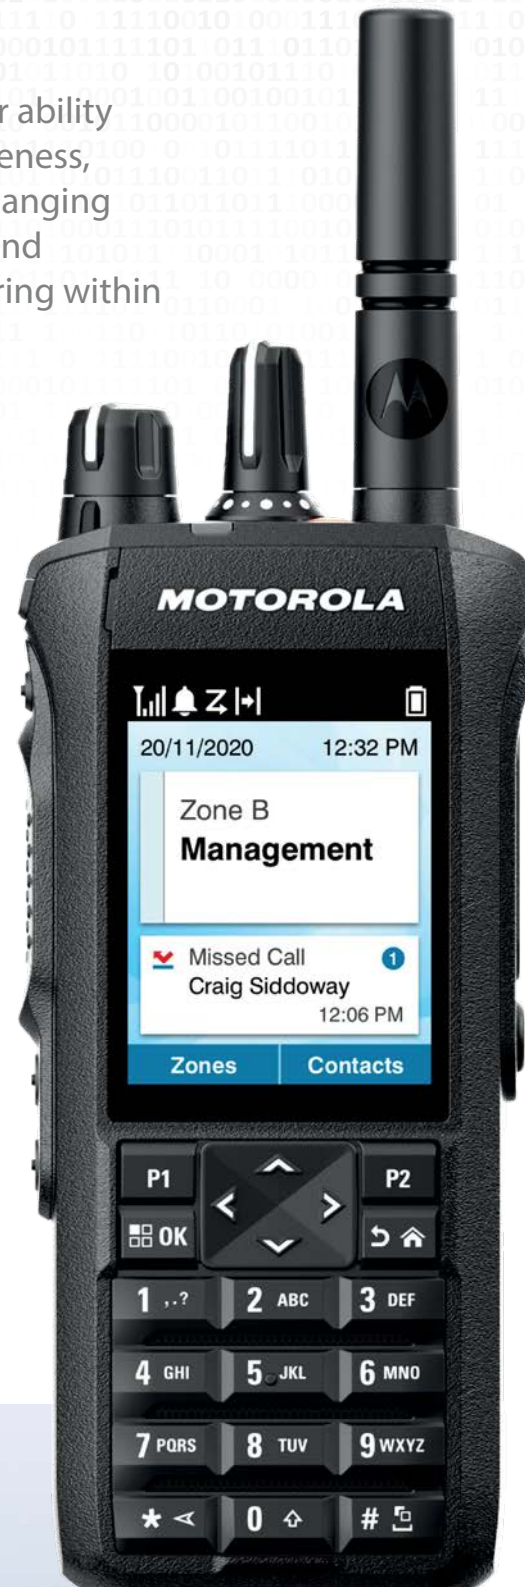 r ability
eness,
anging
nd
ring within
MOTOROLA
20/11/2020 12:32 PM
Zone B
Management
Missed Call 1
Craig Siddoway
12:06 PM
Zones Contacts
P1 P2
OK
1 ,.? 2 ABC 3 DEF
4 GHI 5 JKL 6 MNO
7 PQRS 8 TUV 9 WXYZ
* 0 #